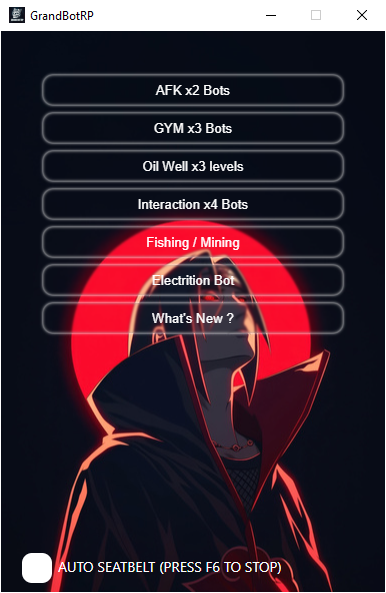 GrandBotRP
AFK x2 Bots
GYM x3 Bots
Oil Well x3 levels
Interaction x4 Bots
Fishing / Mining
Electrition Bot
What's New ?
AUTO SEATBELT (PRESS F6 TO STOP)